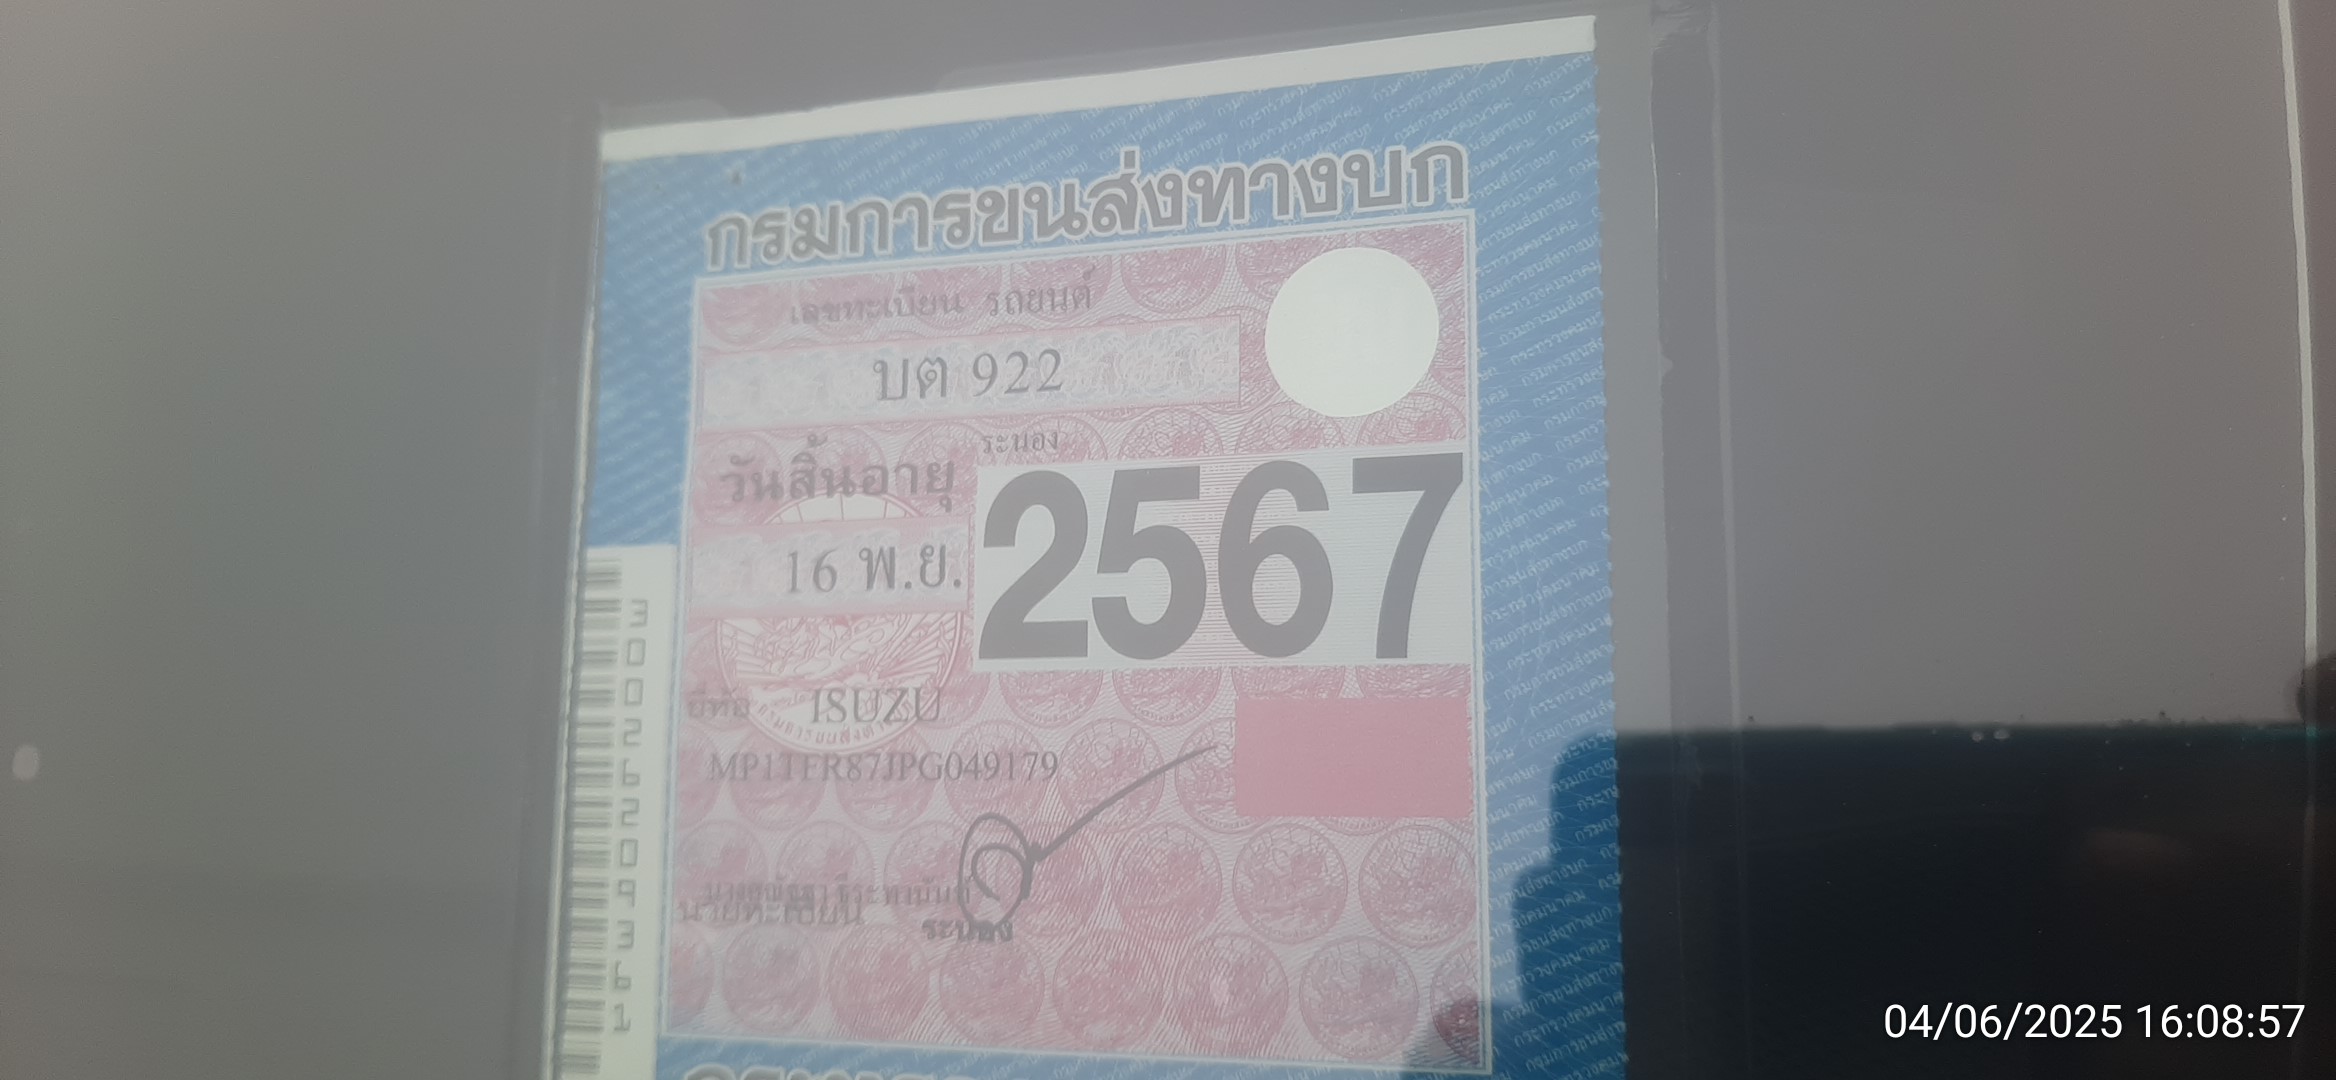 กรมการขนส่งทางบก
เลขทะเบียน รถยนต์
บต 922
ระนอง
วันสิ้นอายุ
16 พ.ย.
2567
ยี่ห้อ ISUZU
MP1TFR87JPG049179
นายทะเบียน
ระนอง
3002620936961
04/06/2025 16:08:57